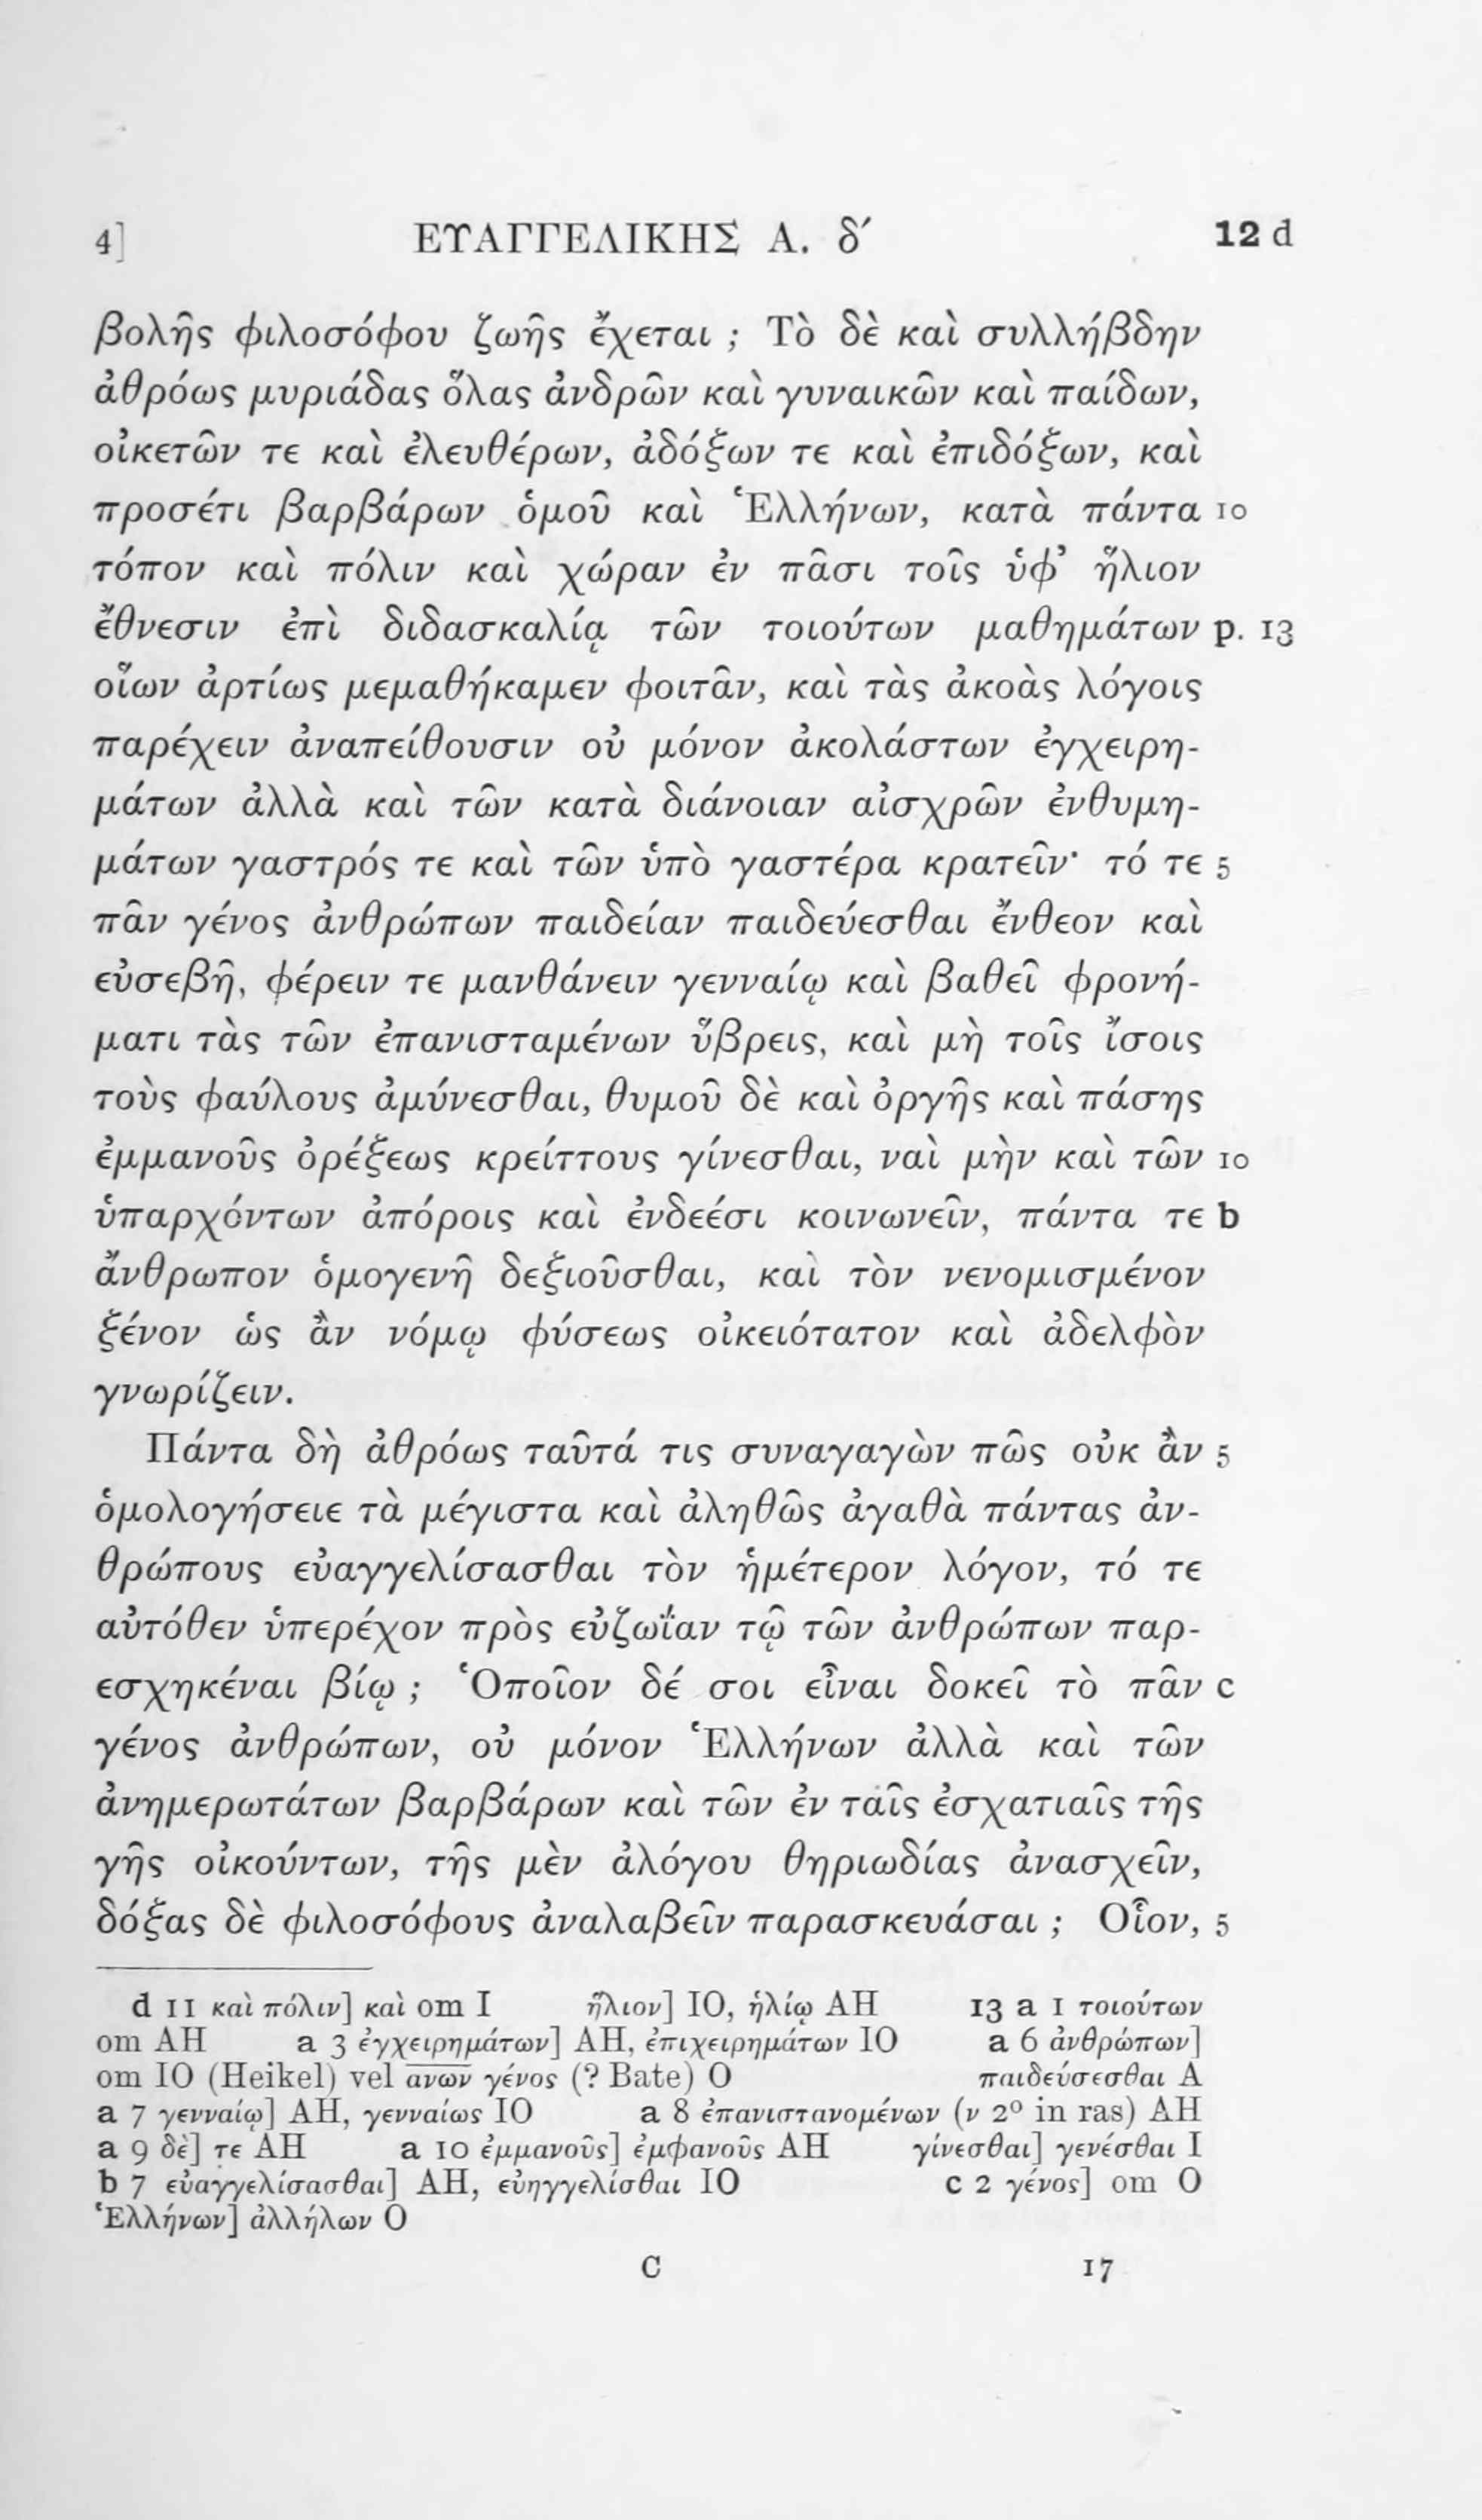 4] ΕΥΑΓΓΕΛΙΚΗΣ Α. δ′ 12 d
βολῆς φιλοσόφου ζωῆς ἔχεται ; Τὸ δὲ καὶ συλλήβδην
ἀθρόως μυριάδας ὅλας ἀνδρῶν καὶ γυναικῶν καὶ παίδων,
οἰκετῶν τε καὶ ἐλευθέρων, ἀδόξων τε καὶ ἐπιδόξων, καὶ
προσέτι βαρβάρων ὁμοῦ καὶ Ἑλλήνων, κατὰ πάντα 10
τόπον καὶ πόλιν καὶ χώραν ἐν πᾶσι τοῖς ὑφ’ ἥλιον
ἔθνεσιν ἐπὶ διδασκαλίᾳ τῶν τοιούτων μαθημάτων p. 13
οἵων ἀρτίως μεμαθήκαμεν φοιτᾶν, καὶ τὰς ἀκοὰς λόγοις
παρέχειν ἀναπείθουσιν οὐ μόνον ἀκολάστων ἐγχειρη-
μάτων ἀλλὰ καὶ τῶν κατὰ διάνοιαν αἰσχρῶν ἐνθυμη-
μάτων γαστρός τε καὶ τῶν ὑπὸ γαστέρα κρατεῖν· τό τε 5
πᾶν γένος ἀνθρώπων παιδείαν παιδεύεσθαι ἔνθεον καὶ
εὐσεβῆ, φέρειν τε μανθάνειν γενναίῳ καὶ βαθεῖ φρονή-
ματι τὰς τῶν ἐπανισταμένων ὕβρεις, καὶ μὴ τοῖς ἴσοις
τοὺς φαύλους ἀμύνεσθαι, θυμοῦ δὲ καὶ ὀργῆς καὶ πάσης
ἐμμανοῦς ὀρέξεως κρείττους γίνεσθαι, ναὶ μὴν καὶ τῶν 10
ὑπαρχόντων ἀπόροις καὶ ἐνδεέσι κοινωνεῖν, πάντα τε b
ἄνθρωπον ὁμογενῆ δεξιοῦσθαι, καὶ τὸν νενομισμένον
ξένον ὡς ἂν νόμῳ φύσεως οἰκειότατον καὶ ἀδελφὸν
γνωρίζειν.
Πάντα δὴ ἀθρόως ταῦτά τις συναγαγὼν πῶς οὐκ ἂν 5
ὁμολογήσειε τὰ μέγιστα καὶ ἀληθῶς ἀγαθὰ πάντας ἀν-
θρώπους εὐαγγελίσασθαι τὸν ἡμέτερον λόγον, τό τε
αὐτόθεν ὑπερέχον πρὸς εὐζωΐαν τῷ τῶν ἀνθρώπων παρ-
εσχηκέναι βίῳ ; Ὁποῖον δέ σοι εἶναι δοκεῖ τὸ πᾶν c
γένος ἀνθρώπων, οὐ μόνον Ἑλλήνων ἀλλὰ καὶ τῶν
ἀνημερωτάτων βαρβάρων καὶ τῶν ἐν ταῖς ἐσχατιαῖς τῆς
γῆς οἰκούντων, τῆς μὲν ἀλόγου θηριωδίας ἀνασχεῖν,
δόξας δὲ φιλοσόφους ἀναλαβεῖν παρασκευάσαι ; Οἷον, 5
d 11 καὶ πόλιν] καὶ om I ἥλιον] IO, ἡλίῳ AH 13 a 1 τοιούτων
om AH a 3 ἐγχειρημάτων] AH, ἐπιχειρημάτων IO a 6 ἀνθρώπων]
om IO (Heikel) vel α̅ν̅ω̅ν̅ γένος (? Bate) O παιδεύσεσθαι A
a 7 γενναίῳ] AH, γενναίως IO a 8 ἐπανιστανομένων (ν 2⁰ in ras) AH
a 9 δὲ] τε AH a 10 ἐμμανοῦς] ἐμφανοῦς AH γίνεσθαι] γενέσθαι I
b 7 εὐαγγελίσασθαι] AH, εὐηγγελίσθαι IO c 2 γένος] om O
Ἑλλήνων] ἀλλήλων O
C 17